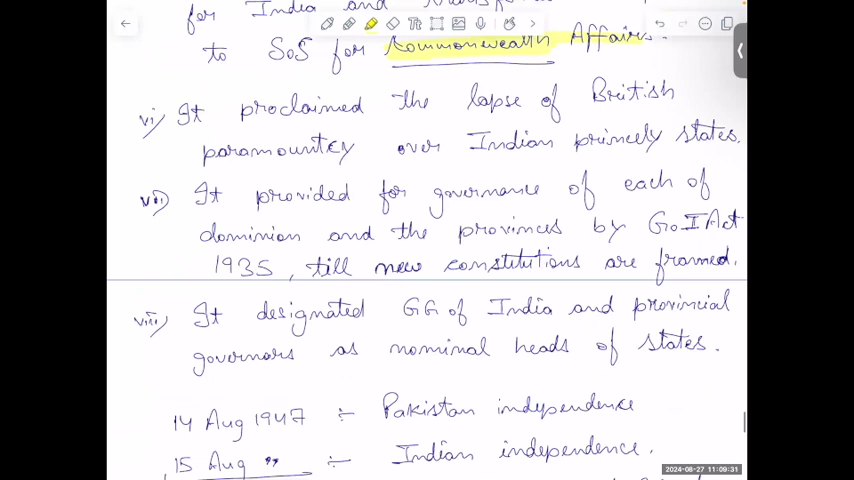 for India and
to SoS for Commonwealth Affairs.
vi) It proclaimed the lapse of British
paramountcy over Indian princely states.
vii) It provided for governance of each of
dominion and the provinces by GoI Act
1935, till new constitutions are framed.
viii) It designated GG of India and provincial
governors as nominal heads of states.
14 Aug 1947 ÷ Pakistan independence
15 Aug " ÷ Indian independence.
2024-08-27 11:09:31